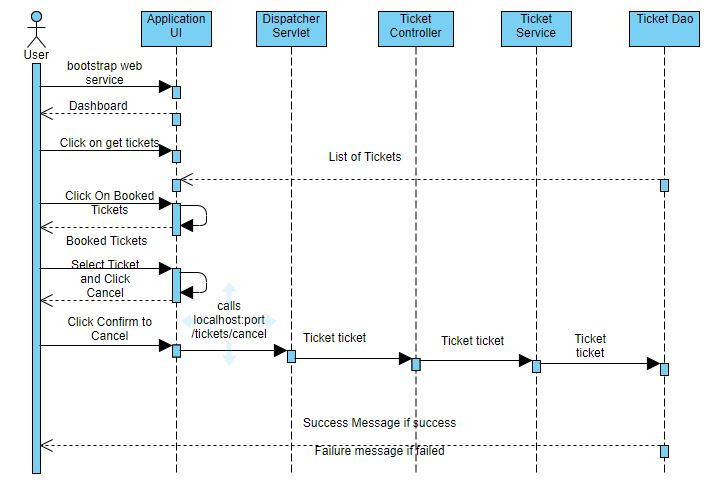 User
Application
UI
Dispatcher
Servlet
Ticket
Controller
Ticket
Service
Ticket Dao
bootstrap web
service
Dashboard
Click on get tickets
List of Tickets
Click On Booked
Tickets
Booked Tickets
Select Ticket
and Click
Cancel
calls
localhost:port
/tickets/cancel
Click Confirm to
Cancel
Ticket ticket
Ticket ticket
Ticket
ticket
Success Message if success
Failure message if failed